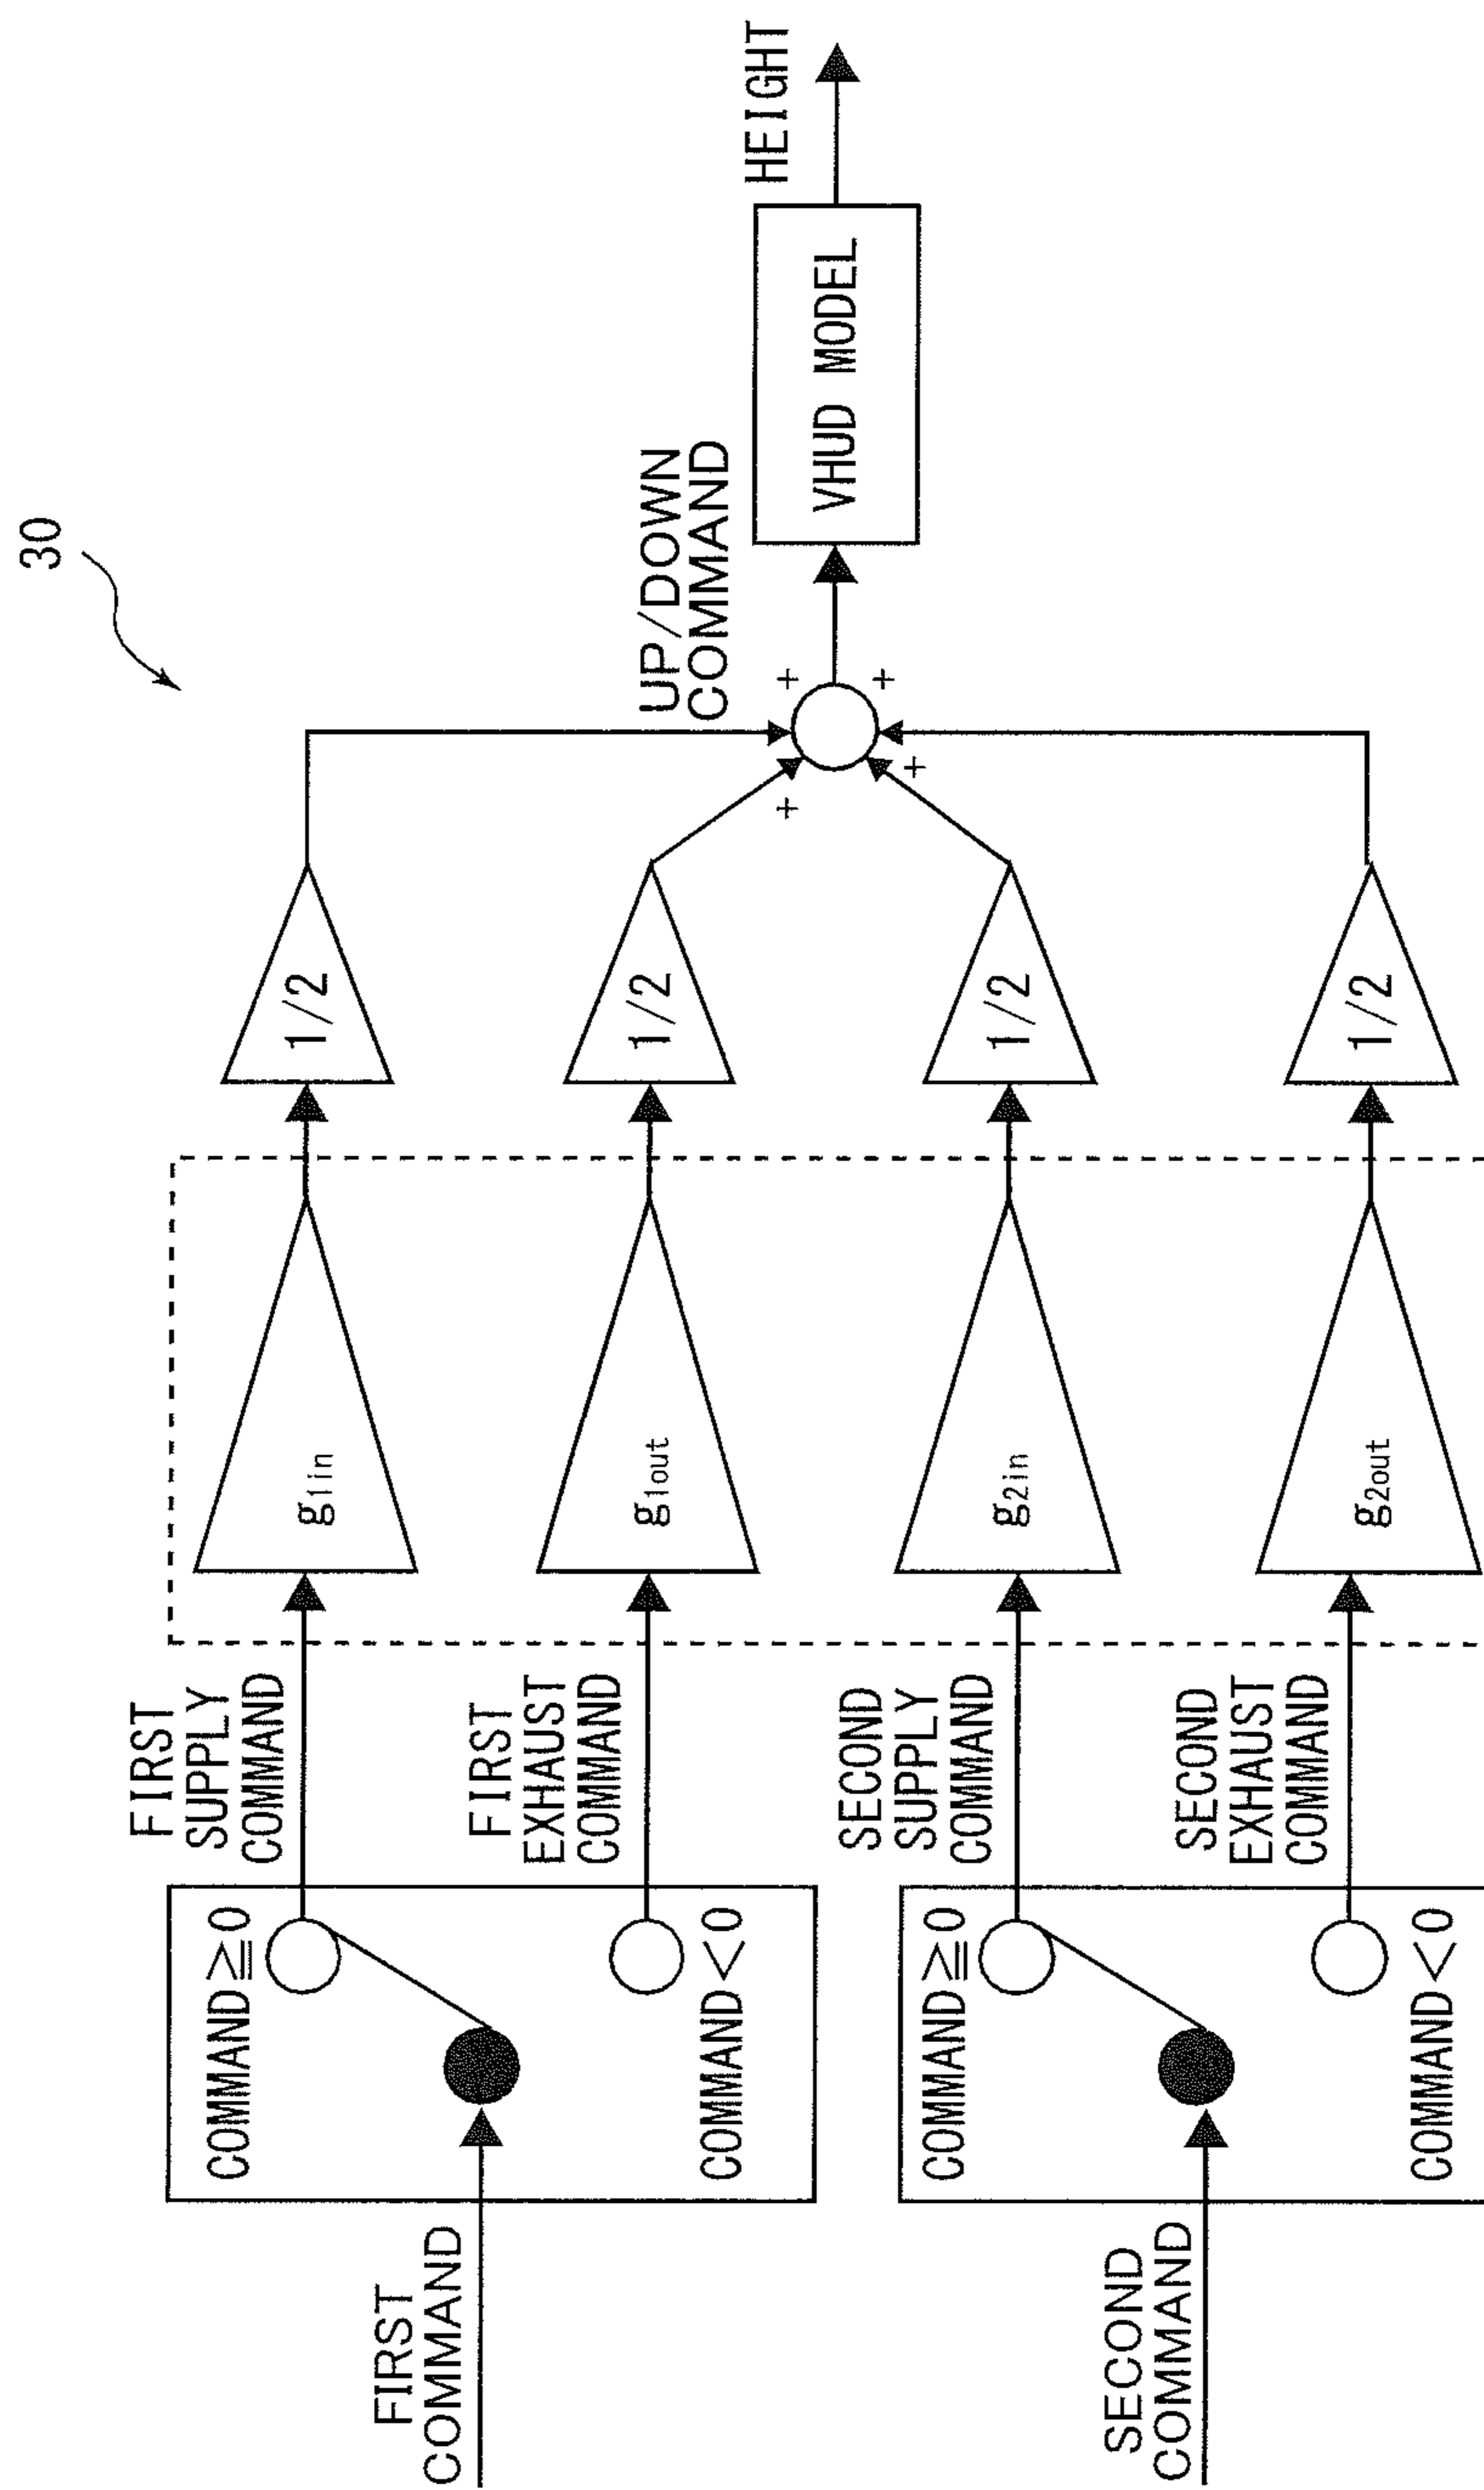 30
FIRST
COMMAND
COMMAND≧0
COMMAND<0
FIRST
SUPPLY
COMMAND
FIRST
EXHAUST
COMMAND
g1in
g1out
1/2
1/2
SECOND
COMMAND
COMMAND≧0
COMMAND<0
SECOND
SUPPLY
COMMAND
SECOND
EXHAUST
COMMAND
g2in
g2out
1/2
1/2
+
+
+
+
UP/DOWN
COMMAND
VHUD MODEL
HEIGHT